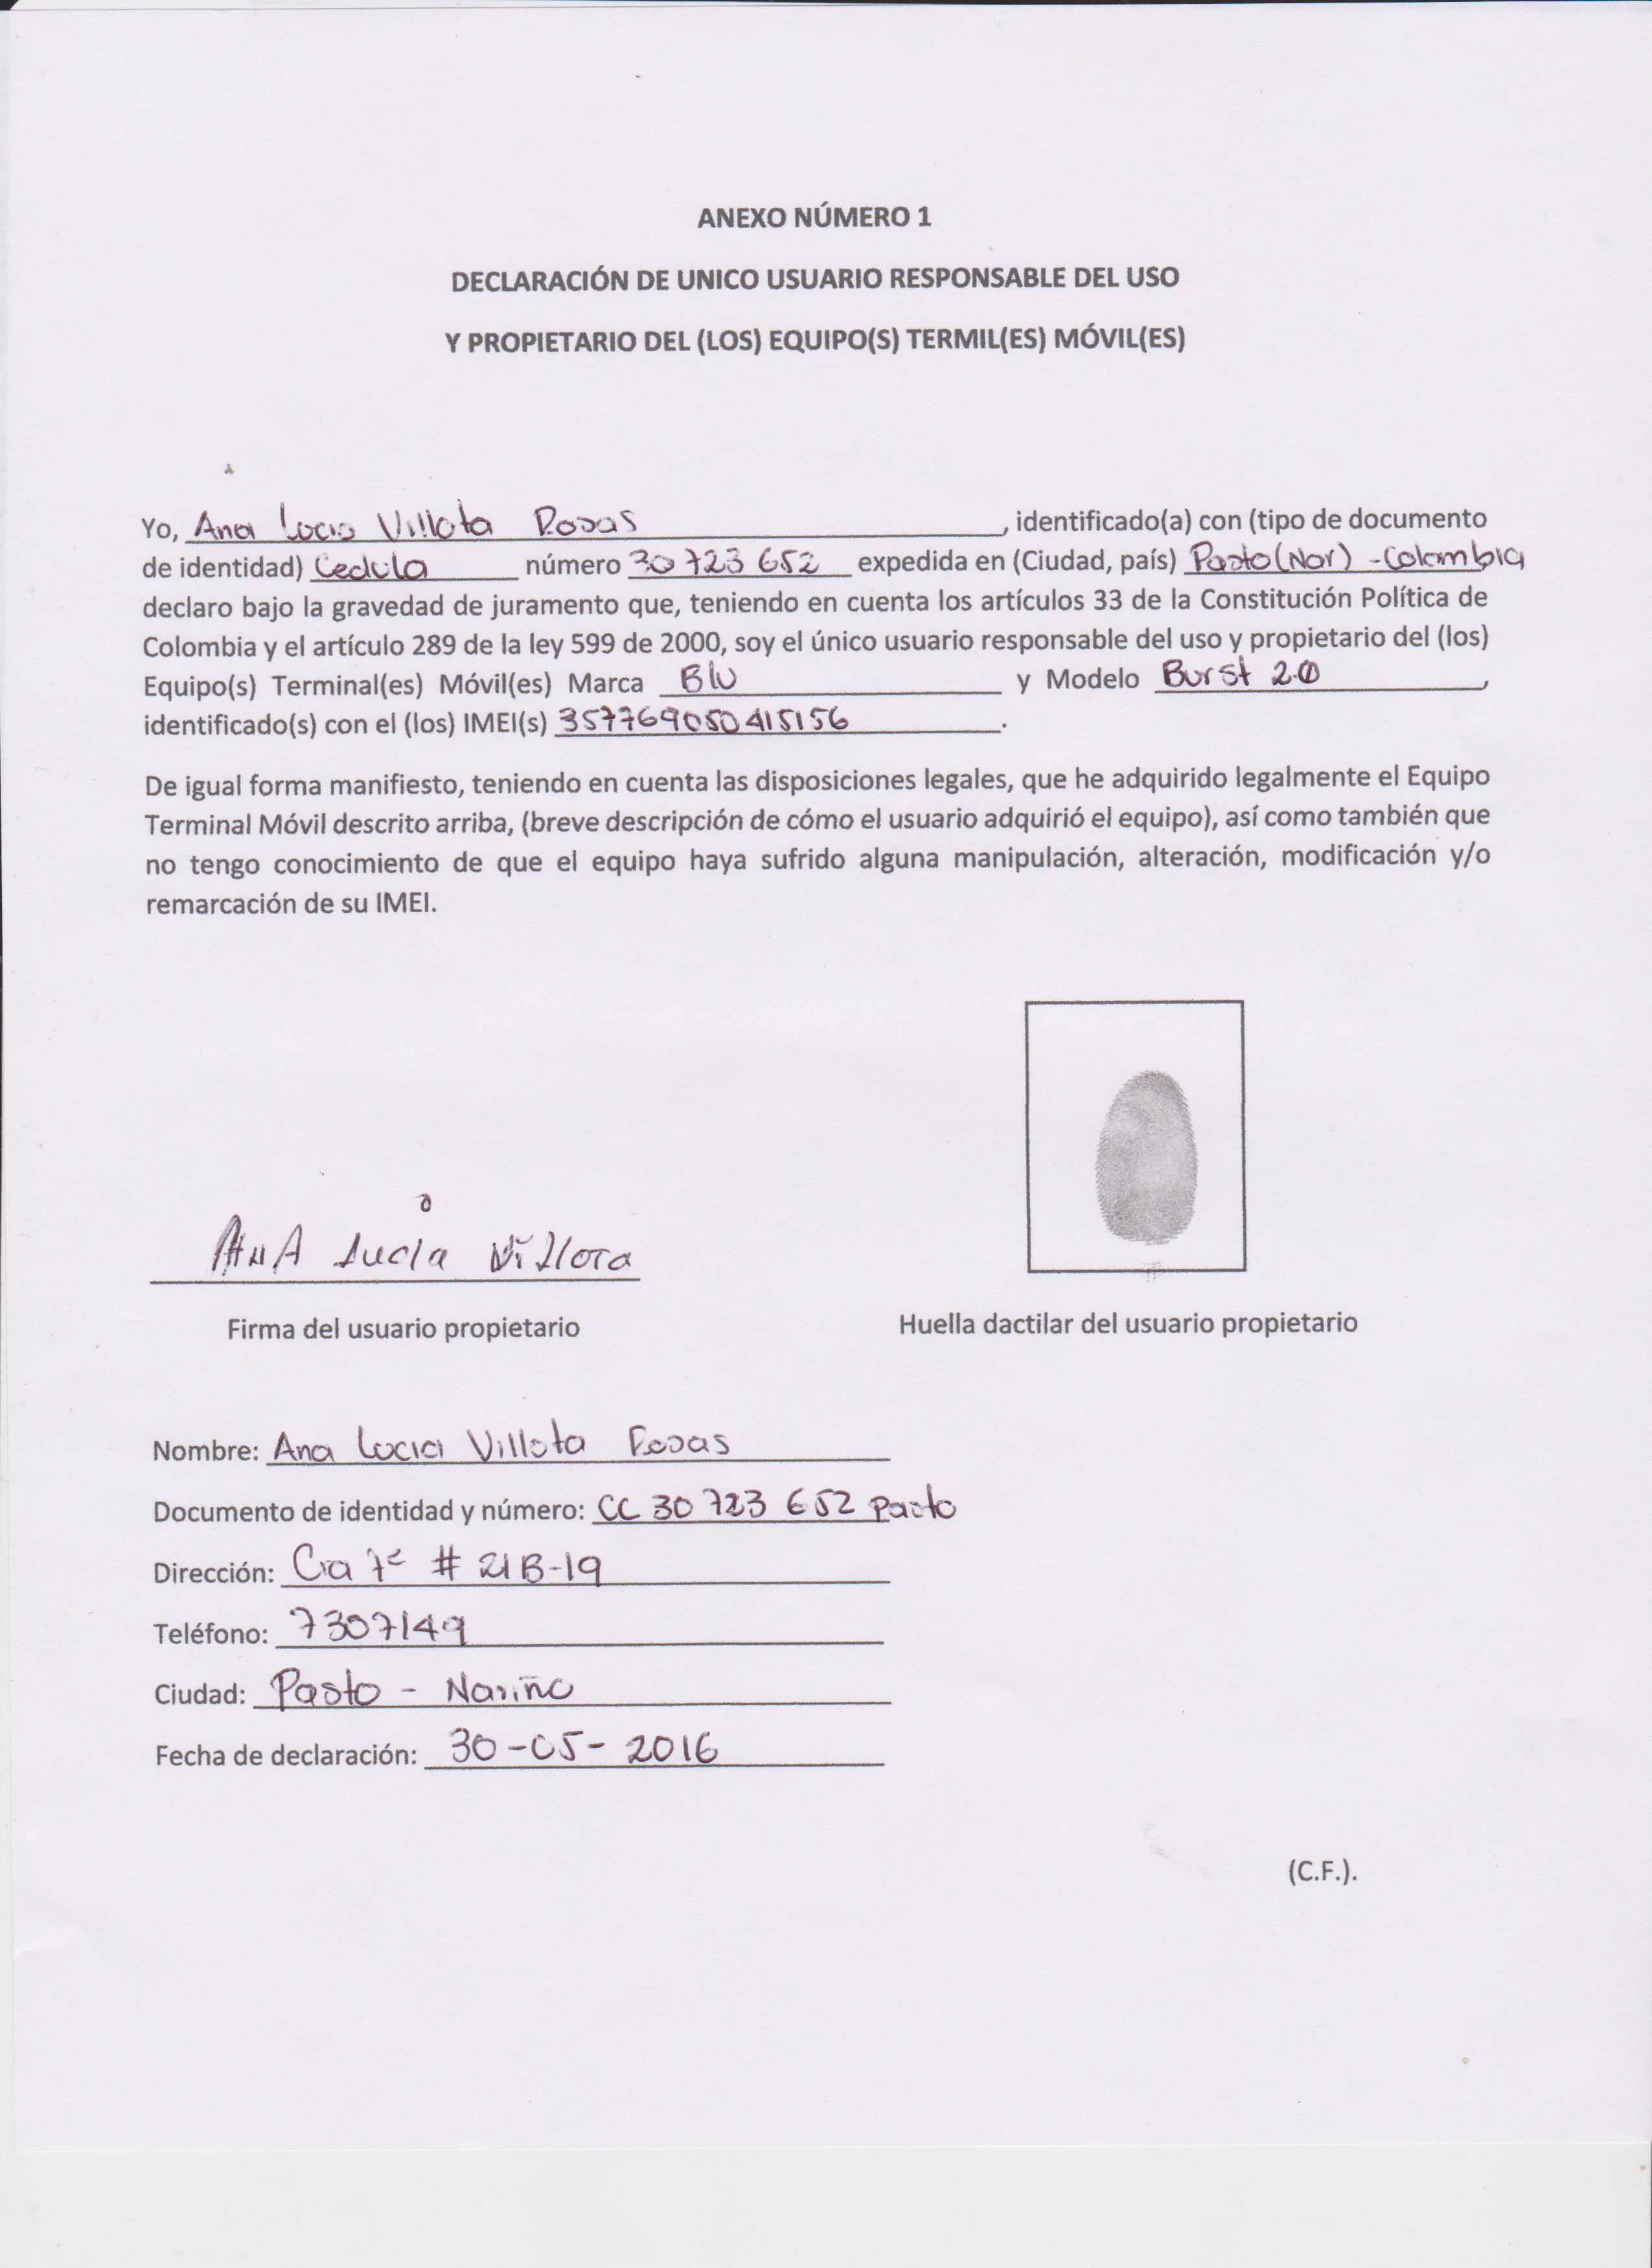 ANEXO NÚMERO 1
DECLARACIÓN DE UNICO USUARIO RESPONSABLE DEL USO
Y PROPIETARIO DEL (LOS) EQUIPO(S) TERMIL(ES) MÓVIL(ES)
Yo, Ana Lucia Villota Rosas, identificado(a) con (tipo de documento
de identidad) Cedula número 30 723 652 expedida en (Ciudad, país) Pasto (Nar) - Colombia
declaro bajo la gravedad de juramento que, teniendo en cuenta los artículos 33 de la Constitución Política de
Colombia y el artículo 289 de la ley 599 de 2000, soy el único usuario responsable del uso y propietario del (los)
Equipo(s) Terminal(es) Móvil(es) Marca Blu y Modelo Burst 2.0,
identificado(s) con el (los) IMEI(s) 357769050415156.
De igual forma manifiesto, teniendo en cuenta las disposiciones legales, que he adquirido legalmente el Equipo
Terminal Móvil descrito arriba, (breve descripción de cómo el usuario adquirió el equipo), así como también que
no tengo conocimiento de que el equipo haya sufrido alguna manipulación, alteración, modificación y/o
remarcación de su IMEI.
AnA Lucia Villota
Firma del usuario propietario
Huella dactilar del usuario propietario
Nombre: Ana Lucia Villota Rosas
Documento de identidad y número: CC 30 723 652 Pasto
Dirección: Cra 7c # 21B-19
Teléfono: 7307149
Ciudad: Pasto - Nariño
Fecha de declaración: 30-05-2016
(C.F.).